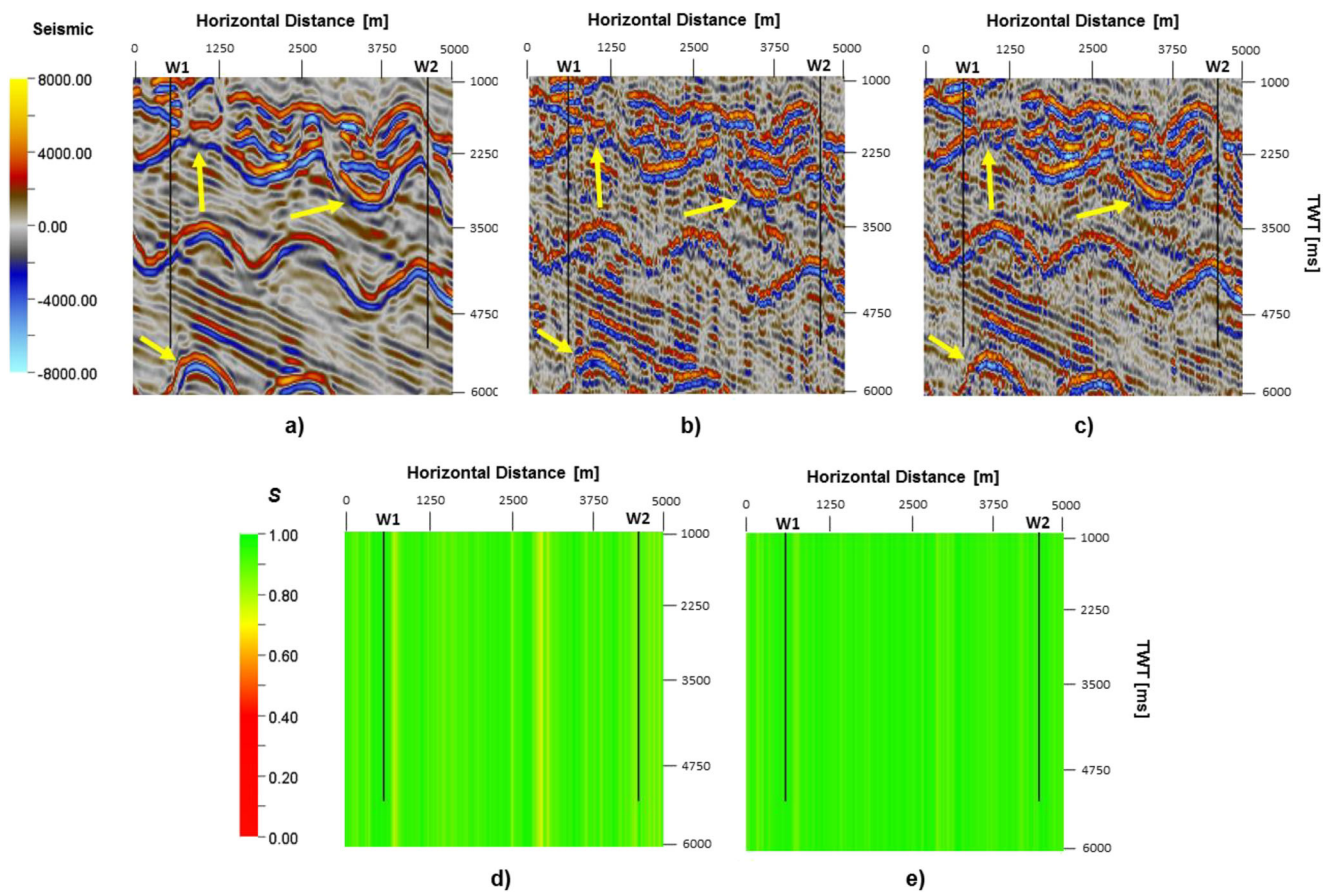 Seismic
8000.00
4000.00
0.00
-4000.00
-8000.00
Horizontal Distance [m]
0 1250 2500 3750 5000
W1 W2
1000
2250
3500
4750
6000
a)
Horizontal Distance [m]
0 1250 2500 3750 5000
W1 W2
1000
2250
3500
4750
6000
b)
Horizontal Distance [m]
0 1250 2500 3750 5000
W1 W2
1000
2250
3500
4750
6000
TWT [ms]
c)
S
1.00
0.80
0.60
0.40
0.20
0.00
Horizontal Distance [m]
0 1250 2500 3750 5000
W1 W2
1000
2250
3500
4750
6000
d)
Horizontal Distance [m]
0 1250 2500 3750 5000
W1 W2
1000
2250
3500
4750
6000
TWT [ms]
e)